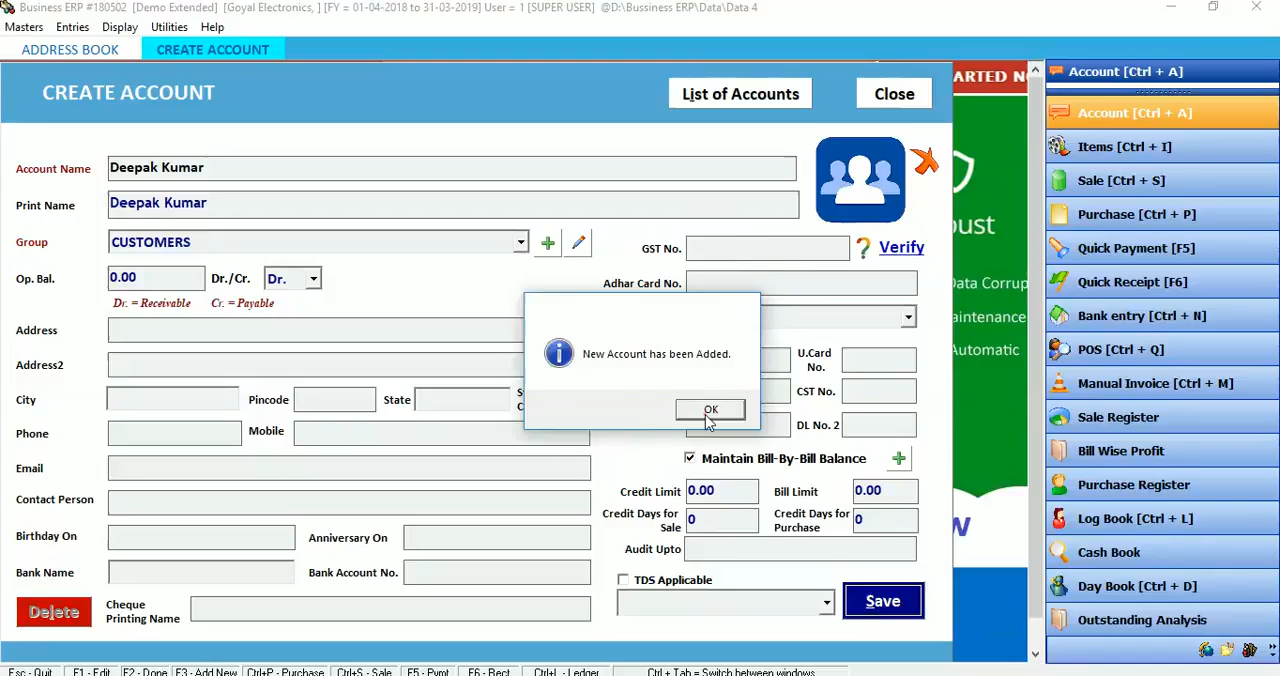 Business ERP #180502 [Demo Extended] [Goyal Electronics, ] [FY = 01-04-2018 to 31-03-2019] User = 1 [SUPER USER] @D:\Bussiness ERP\Data\Data 4
Masters Entries Display Utilities Help
ADDRESS BOOK CREATE ACCOUNT
CREATE ACCOUNT
List of Accounts
Close
Account Name Deepak Kumar
Print Name Deepak Kumar
Group CUSTOMERS
GST No. Verify
Op. Bal. 0.00 Dr./Cr. Dr.
Adhar Card No.
Dr. = Receivable Cr. = Payable
Address
Address2
U.Card No.
City Pincode State
CST No.
Phone Mobile
DL No. 2
Email
Contact Person
Birthday On Anniversary On
Bank Name Bank Account No.
Delete
Cheque Printing Name
Maintain Bill-By-Bill Balance
Credit Limit 0.00 Bill Limit 0.00
Credit Days for Sale 0 Credit Days for Purchase 0
Audit Upto
TDS Applicable
Save
New Account has been Added.
OK
ARTED
oust
Data Corrup
aintenance
Automatic
W
Account [Ctrl + A]
Account [Ctrl + A]
Items [Ctrl + I]
Sale [Ctrl + S]
Purchase [Ctrl + P]
Quick Payment [F5]
Quick Receipt [F6]
Bank entry [Ctrl + N]
POS [Ctrl + Q]
Manual Invoice [Ctrl + M]
Sale Register
Bill Wise Profit
Purchase Register
Log Book [Ctrl + L]
Cash Book
Day Book [Ctrl + D]
Outstanding Analysis
Esc - Quit F1 - Edit F2 - Done F3 - Add New Ctrl+P - Purchase Ctrl+S - Sale F5 - Pymt F6 - Rect Ctrl+L - Ledger Ctrl + Tab = Switch between windows